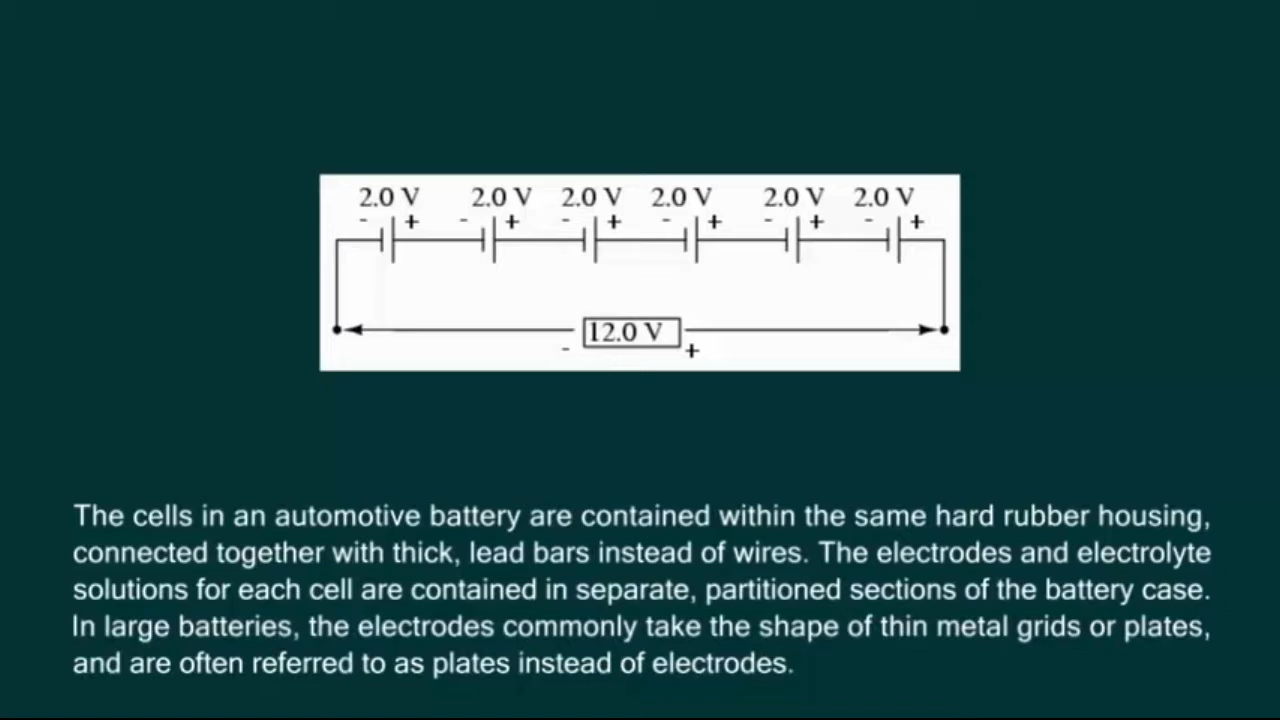 2.0 V 2.0 V 2.0 V 2.0 V 2.0 V 2.0 V
- + - + - + - + - + - +
12.0 V
- +
The cells in an automotive battery are contained within the same hard rubber housing,
connected together with thick, lead bars instead of wires. The electrodes and electrolyte
solutions for each cell are contained in separate, partitioned sections of the battery case.
In large batteries, the electrodes commonly take the shape of thin metal grids or plates,
and are often referred to as plates instead of electrodes.